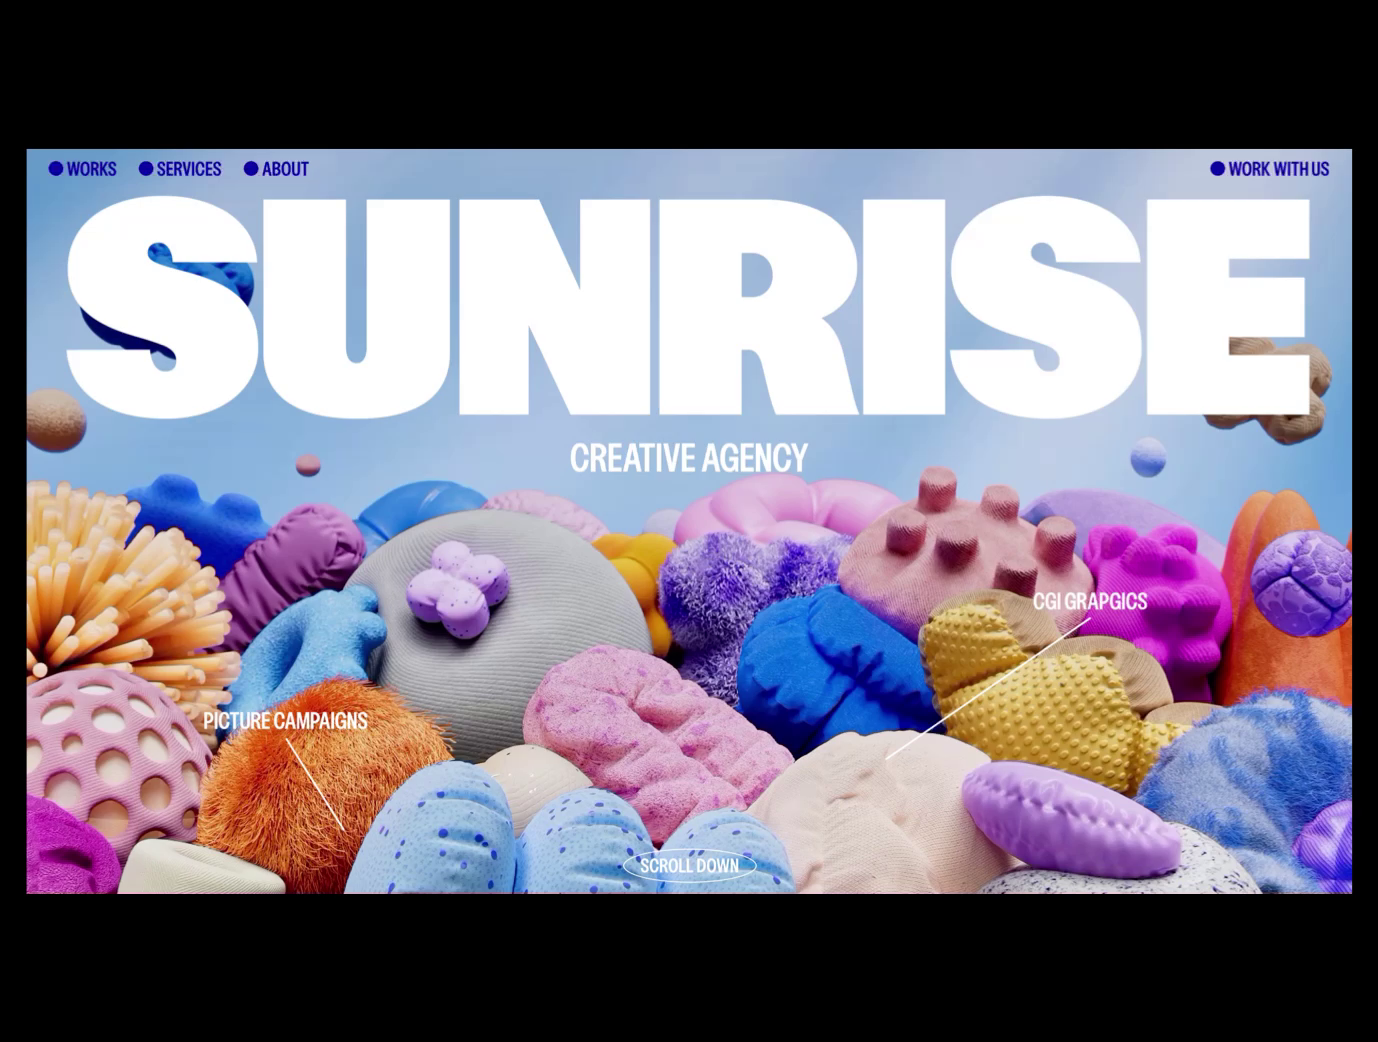 WORKS
SERVICES
ABOUT
WORK WITH US
SUNRISE
CREATIVE AGENCY
CGI GRAPGICS
PICTURE CAMPAIGNS
SCROLL DOWN